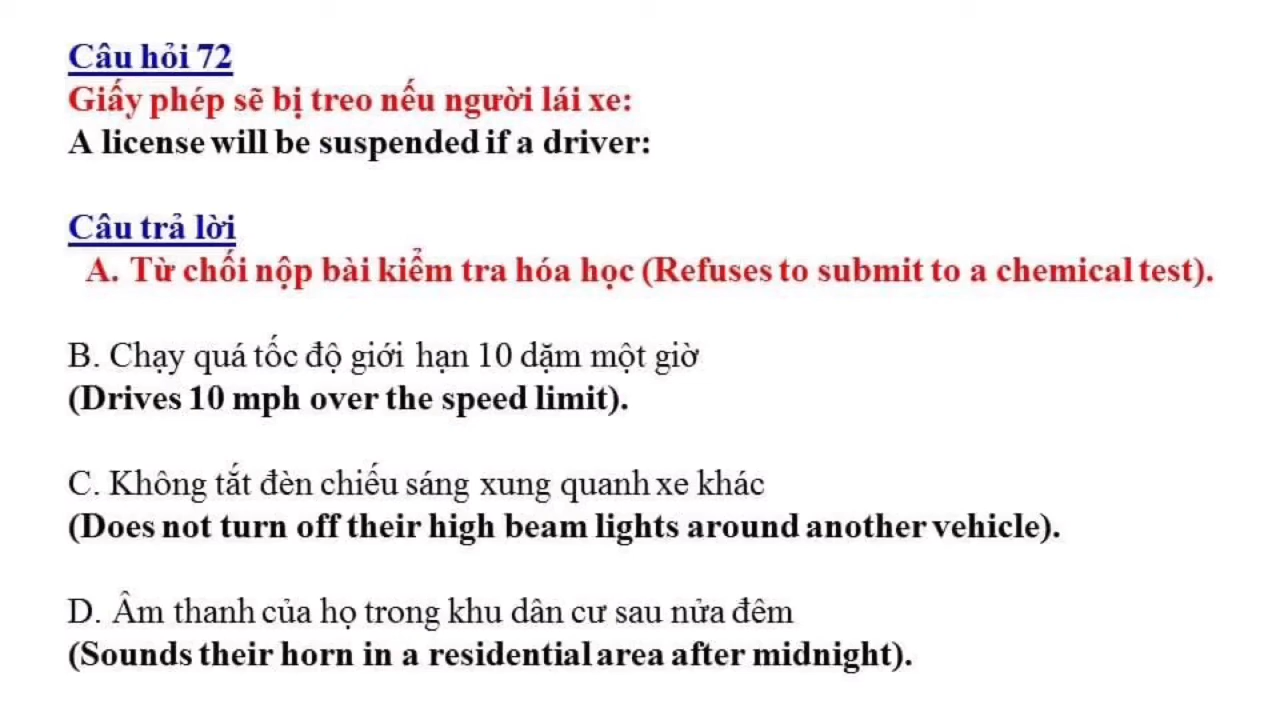 Câu hỏi 72
Giấy phép sẽ bị treo nếu người lái xe:
A license will be suspended if a driver:
Câu trả lời
A. Từ chối nộp bài kiểm tra hóa học (Refuses to submit to a chemical test).
B. Chạy quá tốc độ giới hạn 10 dặm một giờ
(Drives 10 mph over the speed limit).
C. Không tắt đèn chiếu sáng xung quanh xe khác
(Does not turn off their high beam lights around another vehicle).
D. Âm thanh của họ trong khu dân cư sau nửa đêm
(Sounds their horn in a residential area after midnight).